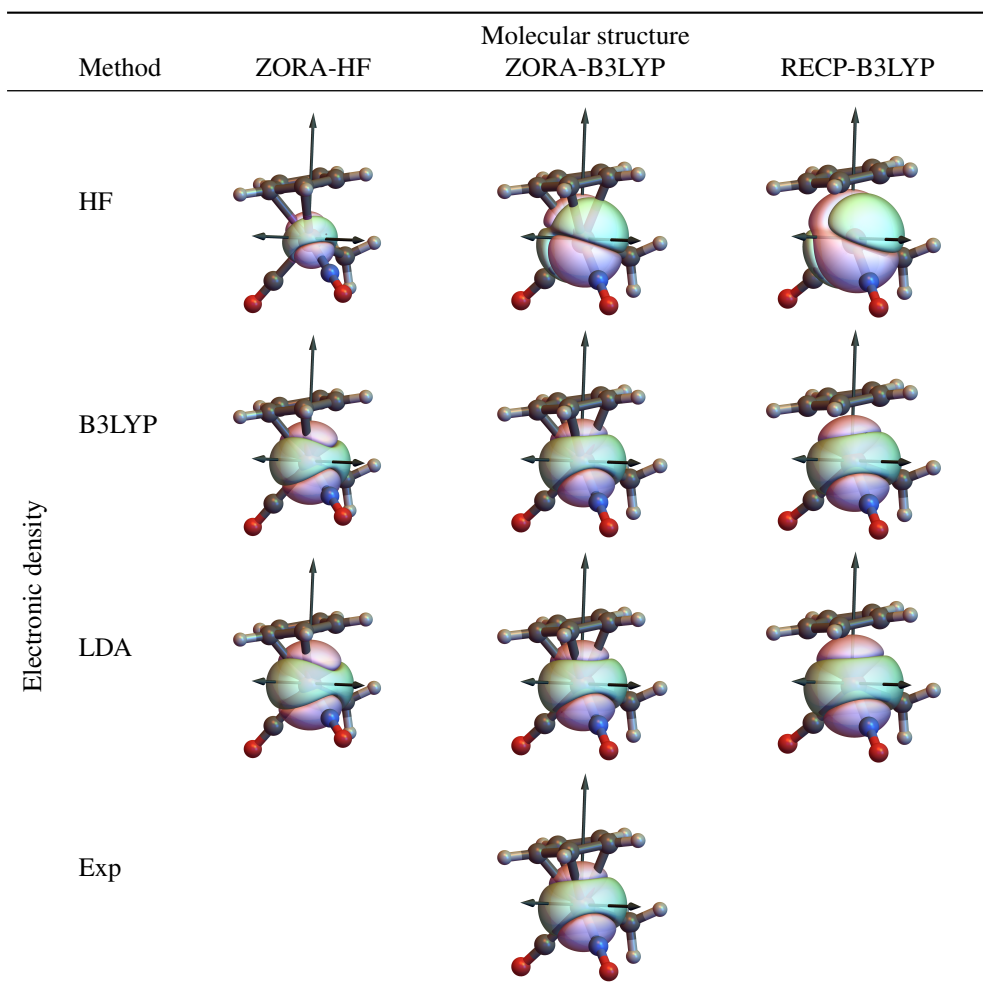 Molecular structure
Method ZORA-HF ZORA-B3LYP RECP-B3LYP
HF
B3LYP
Electronic density
LDA
Exp